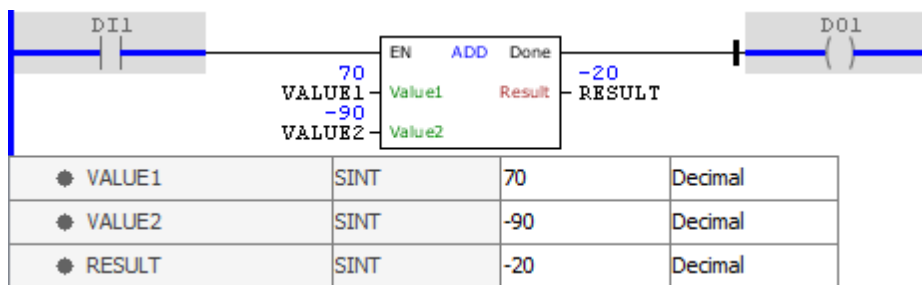 DI1 DO1
EN ADD Done
70 -20
VALUE1 Value1 Result RESULT
-90
VALUE2 Value2
VALUE1 SINT 70 Decimal
VALUE2 SINT -90 Decimal
RESULT SINT -20 Decimal